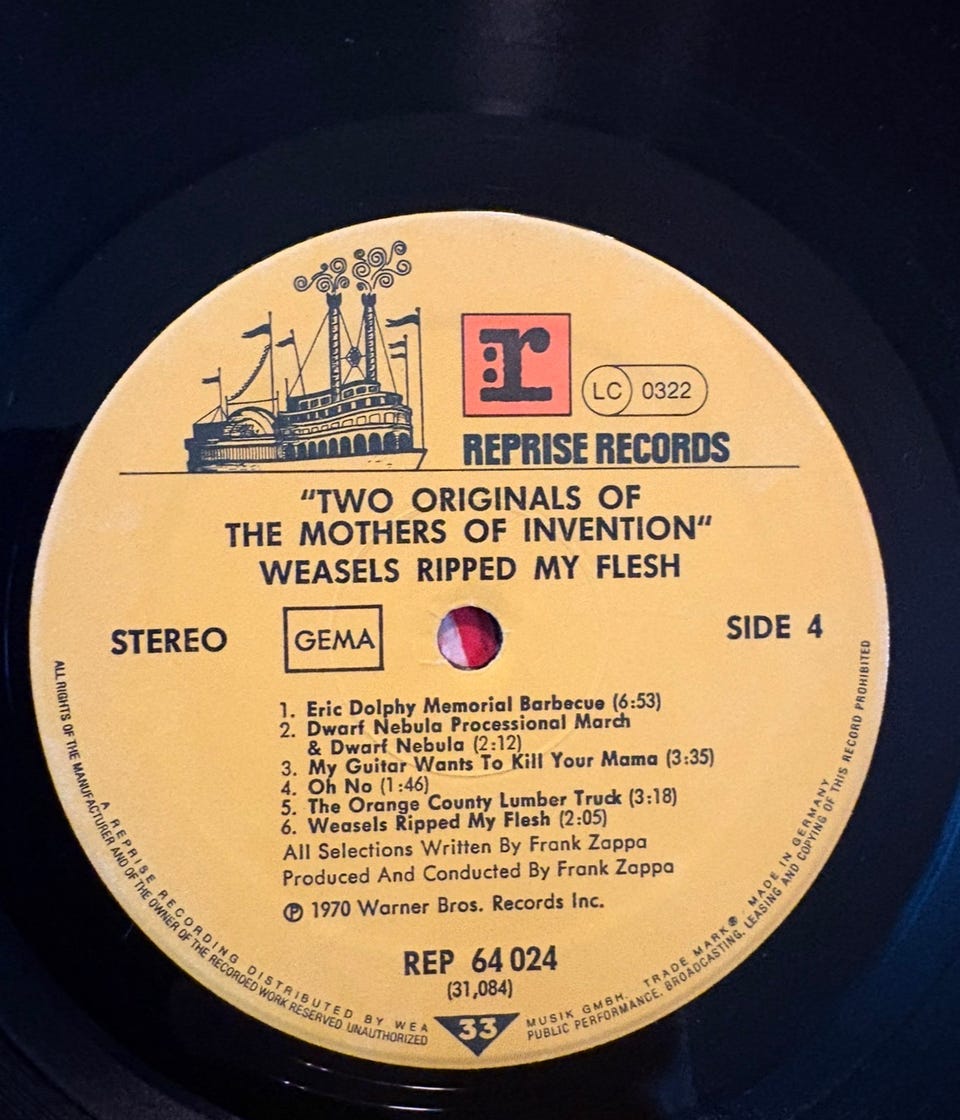 r
LC 0322
REPRISE RECORDS
"TWO ORIGINALS OF
THE MOTHERS OF INVENTION"
WEASELS RIPPED MY FLESH
STEREO
GEMA
SIDE 4
1. Eric Dolphy Memorial Barbecue (6:53)
2. Dwarf Nebula Processional March
& Dwarf Nebula (2:12)
3. My Guitar Wants To Kill Your Mama (3:35)
4. Oh No (1:46)
5. The Orange County Lumber Truck (3:18)
6. Weasels Ripped My Flesh (2:05)
All Selections Written By Frank Zappa
Produced And Conducted By Frank Zappa
℗ 1970 Warner Bros. Records Inc.
REP 64 024
(31,084)
33
A REPRISE RECORDING DISTRIBUTED BY WEA MUSIK GMBH. TRADE MARK® MADE IN GERMANY
ALL RIGHTS OF THE MANUFACTURER AND OF THE OWNER OF THE RECORDED WORK RESERVED UNAUTHORIZED PUBLIC PERFORMANCE, BROADCASTING, LEASING AND COPYING OF THIS RECORD PROHIBITED